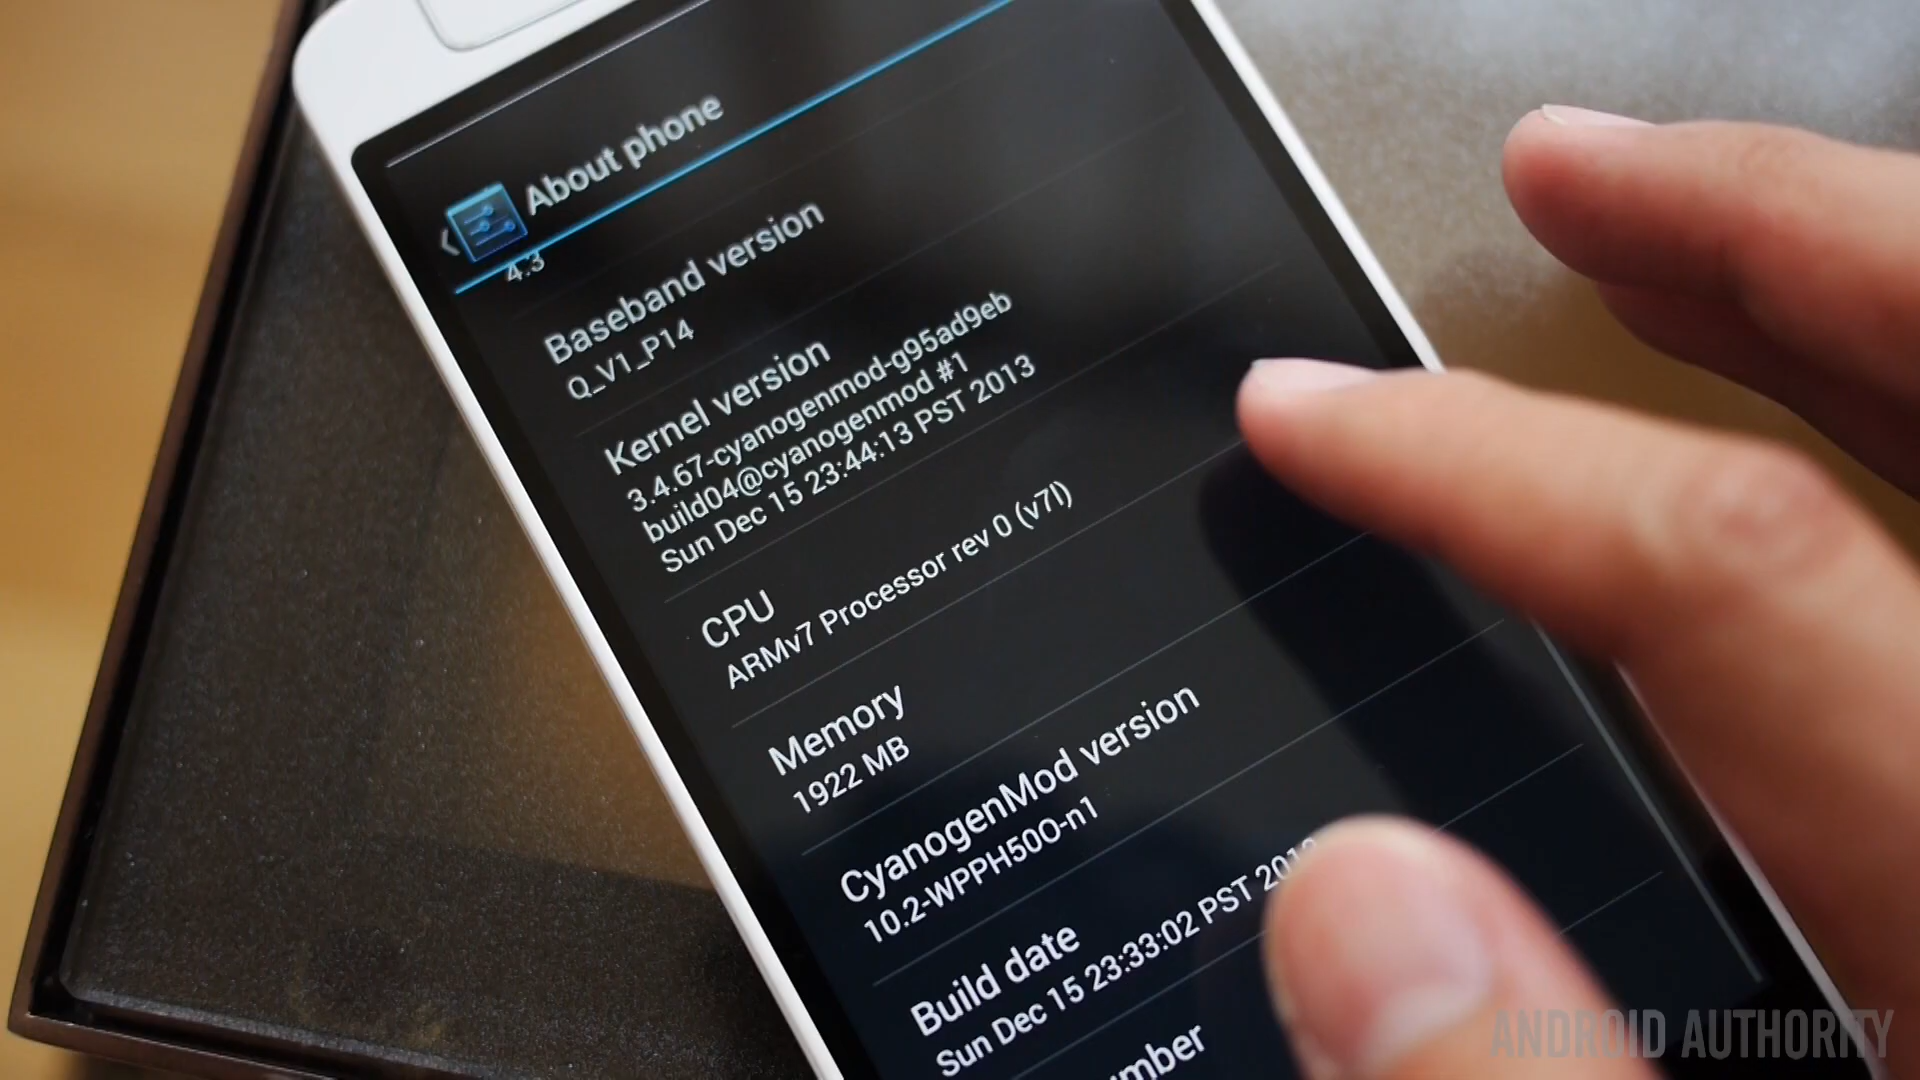 About phone
4.3
Baseband version
Q_V1_P14
Kernel version
3.4.67-cyanogenmod-g95ad9eb
build04@cyanogenmod #1
Sun Dec 15 23:44:13 PST 2013
CPU
ARMv7 Processor rev 0 (v7l)
Memory
1922 MB
CyanogenMod version
10.2-WPPH50O-n1
Build date
Sun Dec 15 23:33:02 PST 2013
ANDROID AUTHORITY